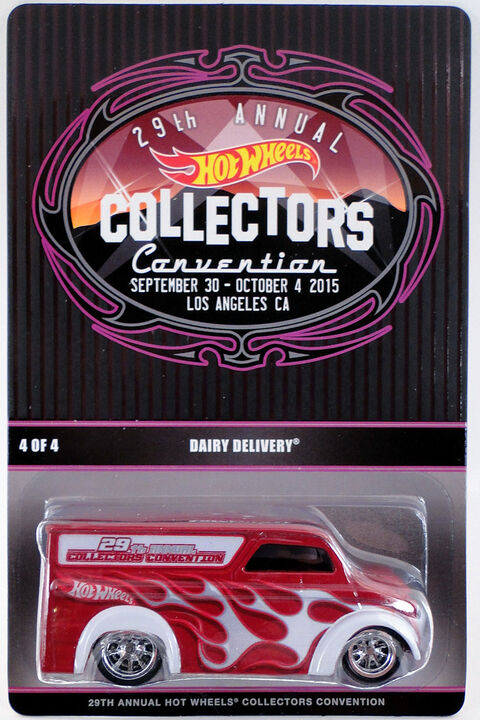 29th ANNUAL
HOT WHEELS
COLLECTORS
Convention
SEPTEMBER 30 - OCTOBER 4 2015
LOS ANGELES CA
4 OF 4
DAIRY DELIVERY®
29th ANNUAL
COLLECTORS CONVENTION
HOT WHEELS
29TH ANNUAL HOT WHEELS® COLLECTORS CONVENTION